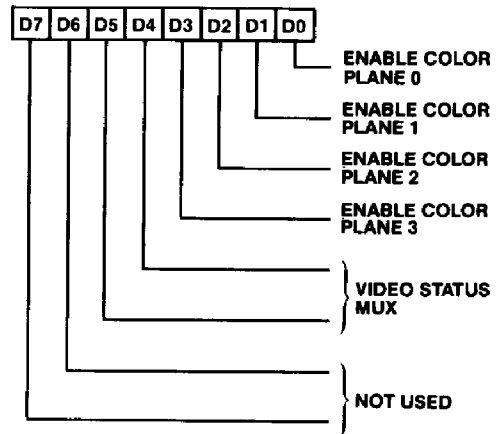 D7 D6 D5 D4 D3 D2 D1 D0
ENABLE COLOR
PLANE 0
ENABLE COLOR
PLANE 1
ENABLE COLOR
PLANE 2
ENABLE COLOR
PLANE 3
VIDEO STATUS
MUX
NOT USED